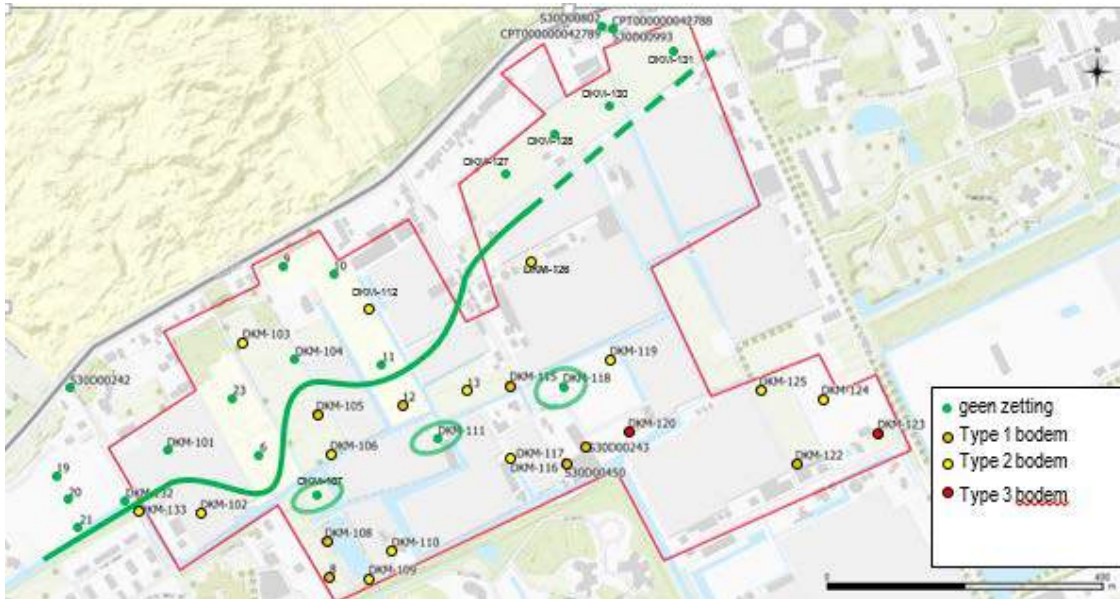 S30D00802
CPT000000042788
CPT000000042789
S30D00993
DKM-131
DKM-130
DKM-128
DKM-127
DKM-126
9
10
DKM-112
DKM-103
DKM-104
11
S30D00242
23
DKM-119
DKM-115
DKM-118
13
12
DKM-105
DKM-125
DKM-124
DKM-120
DKM-123
DKM-111
DKM-101
6
DKM-106
S30D00243
DKM-117
DKM-116
S30D00450
DKM-122
19
20
21
DKM-107
DKM-132
DKM-133
DKM-102
DKM-108
DKM-110
8
DKM-109
geen zetting
Type 1 bodem
Type 2 bodem
Type 3 bodem
0
400
m